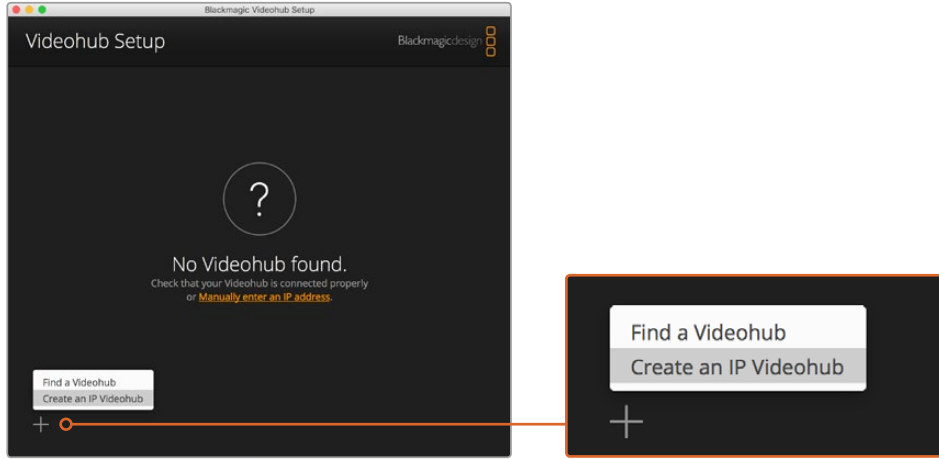 Blackmagic Videohub Setup
Videohub Setup
Blackmagicdesign
?
No Videohub found.
Check that your Videohub is connected properly
or Manually enter an IP address.
Find a Videohub
Create an IP Videohub
+
Find a Videohub
Create an IP Videohub
+